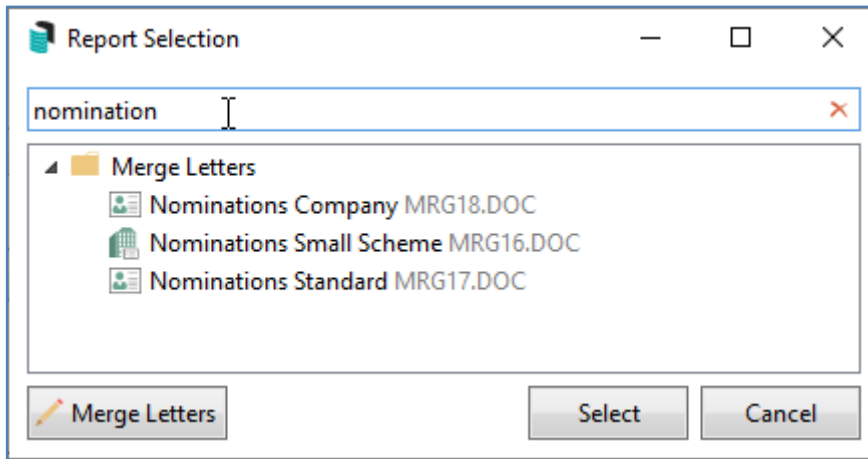 Report Selection
nomination
Merge Letters
Nominations Company MRG18.DOC
Nominations Small Scheme MRG16.DOC
Nominations Standard MRG17.DOC
Merge Letters Select Cancel